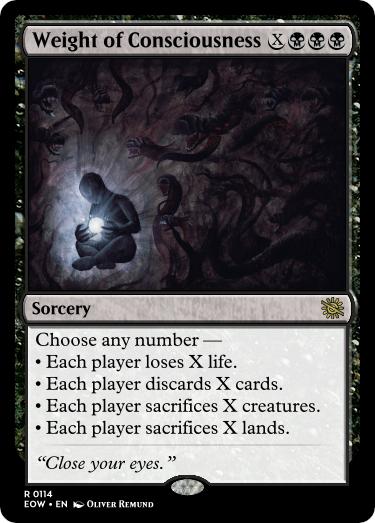 Weight of Consciousness X
Sorcery
Choose any number —
• Each player loses X life.
• Each player discards X cards.
• Each player sacrifices X creatures.
• Each player sacrifices X lands.
“Close your eyes.”
R 0114
EOW • EN OLIVER REMUND